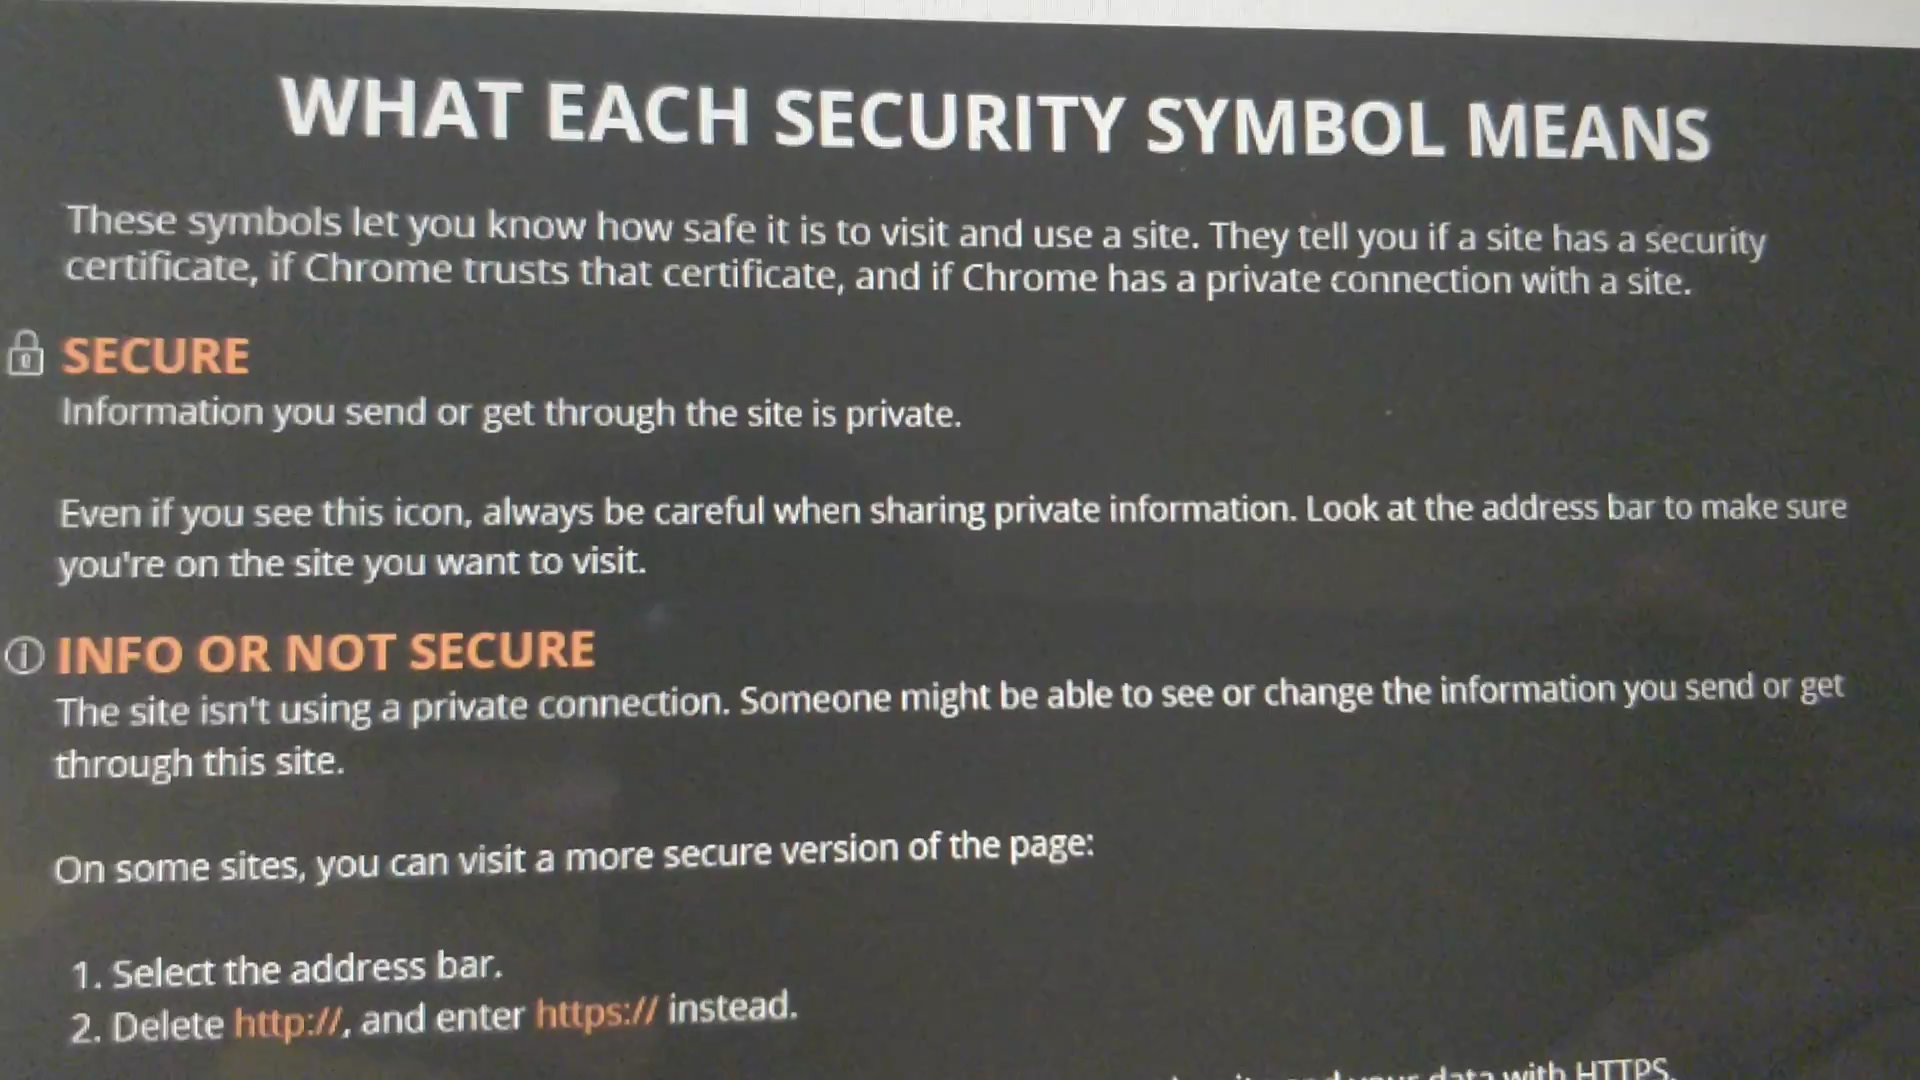 WHAT EACH SECURITY SYMBOL MEANS
These symbols let you know how safe it is to visit and use a site. They tell you if a site has a security
certificate, if Chrome trusts that certificate, and if Chrome has a private connection with a site.
SECURE
Information you send or get through the site is private.
Even if you see this icon, always be careful when sharing private information. Look at the address bar to make sure
you're on the site you want to visit.
INFO OR NOT SECURE
The site isn't using a private connection. Someone might be able to see or change the information you send or get
through this site.
On some sites, you can visit a more secure version of the page:
1. Select the address bar.
2. Delete http://, and enter https:// instead.
your data with HTTPS.